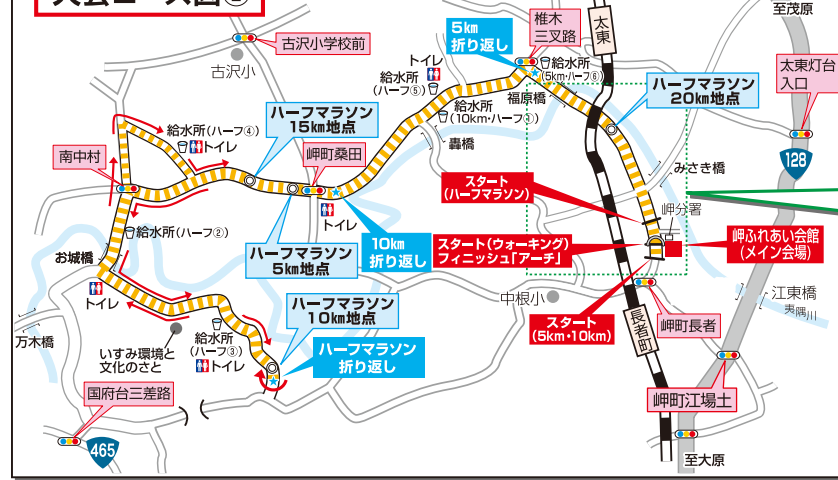 大会コース図②
至茂原
椎木
三叉路
太東
5km
折り返し
古沢小学校前
古沢小
トイレ
給水所
(ハーフ⑤)
給水所
(5km・ハーフ⑥)
福原橋
太東灯台
入口
ハーフマラソン
20km地点
ハーフマラソン
15km地点
給水所
(10km・ハーフ①)
轟橋
給水所(ハーフ④)
トイレ
岬町桑田
南中村
128
みさき橋
スタート
(ハーフマラソン)
岬分署
トイレ
給水所(ハーフ②)
お城橋
ハーフマラソン
5km地点
10km
折り返し
スタート(ウォーキング)
フィニッシュ「アーチ」
岬ふれあい会館
(メイン会場)
トイレ
ハーフマラソン
10km地点
中根小
江東橋
夷隅川
万木橋
いすみ環境と
文化のさと
給水所
(ハーフ③)
トイレ
ハーフマラソン
折り返し
スタート
(5km・10km)
長者町
岬町長者
国府台三差路
岬町江場土
465
至大原